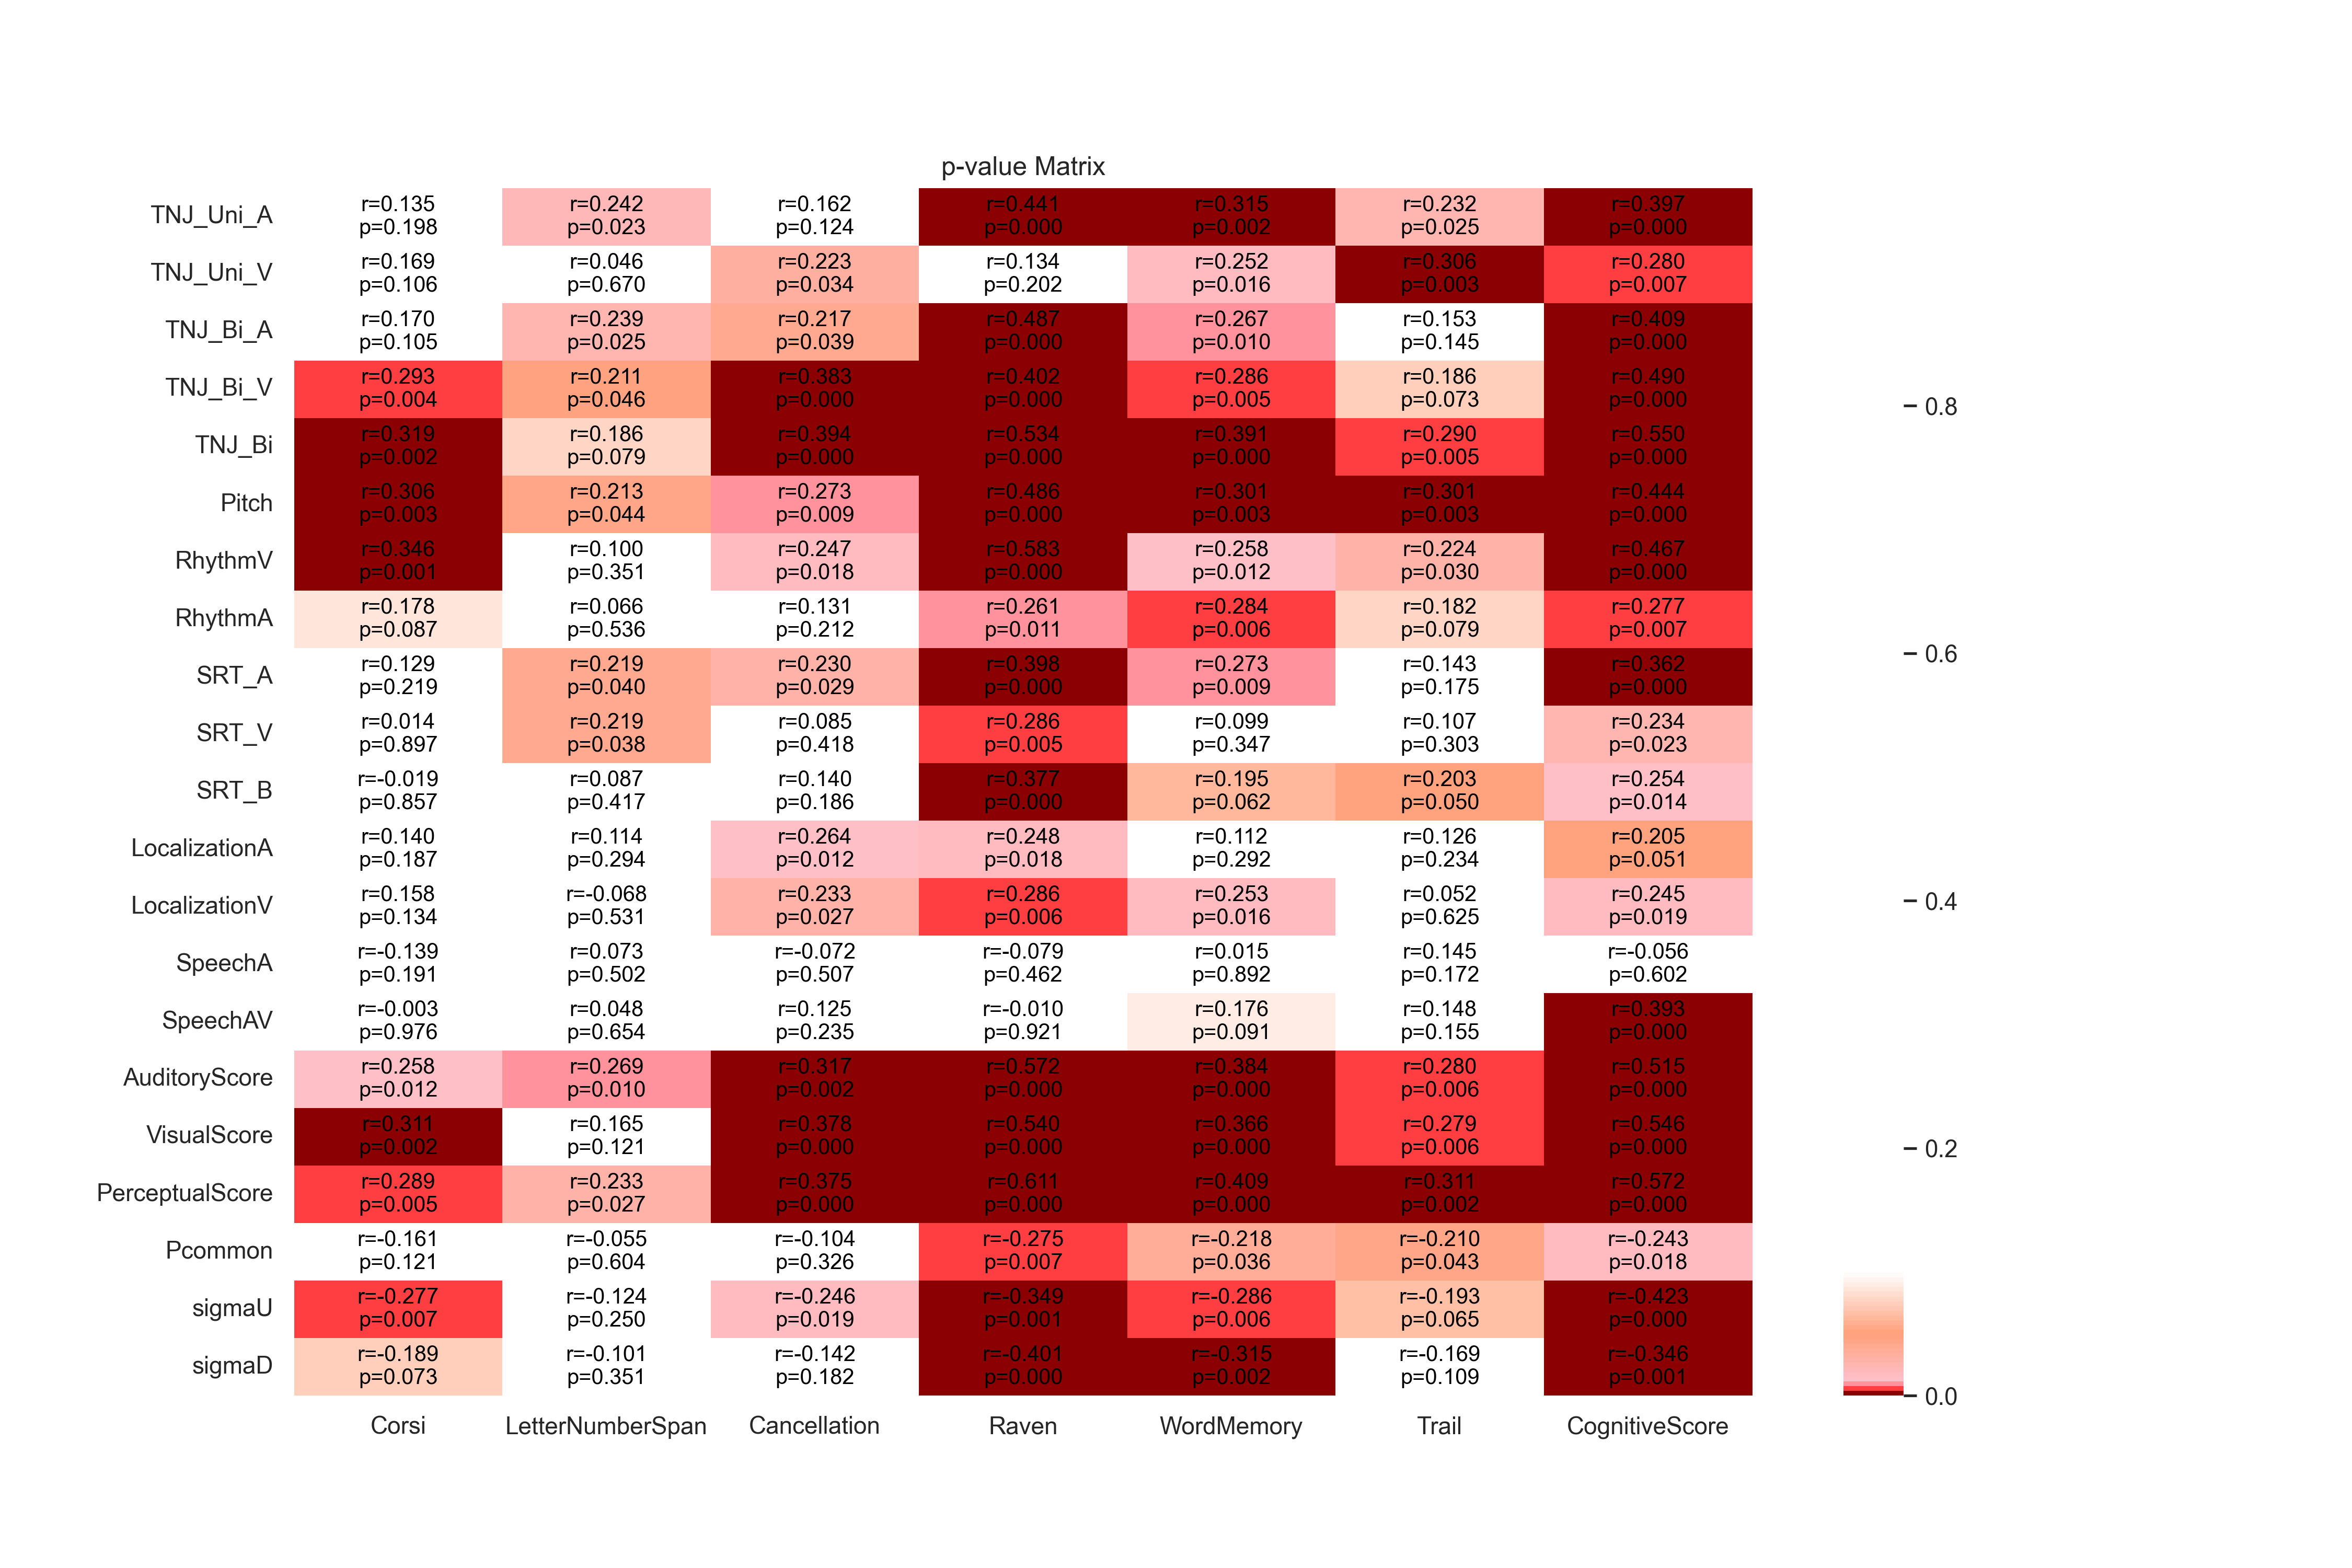 p-value Matrix
TNJ_Uni_A r=0.135 r=0.242 r=0.162 r=0.441 r=0.315 r=0.232 r=0.397
p=0.198 p=0.023 p=0.124 p=0.000 p=0.002 p=0.025 p=0.000
TNJ_Uni_V r=0.169 r=0.046 r=0.223 r=0.134 r=0.252 r=0.306 r=0.280
p=0.106 p=0.670 p=0.034 p=0.202 p=0.016 p=0.003 p=0.007
TNJ_Bi_A r=0.170 r=0.239 r=0.217 r=0.487 r=0.267 r=0.153 r=0.409
p=0.105 p=0.025 p=0.039 p=0.000 p=0.010 p=0.145 p=0.000
TNJ_Bi_V r=0.293 r=0.211 r=0.383 r=0.402 r=0.286 r=0.186 r=0.490
p=0.004 p=0.046 p=0.000 p=0.000 p=0.005 p=0.073 p=0.000
0.8
TNJ_Bi r=0.319 r=0.186 r=0.394 r=0.534 r=0.391 r=0.290 r=0.550
p=0.002 p=0.079 p=0.000 p=0.000 p=0.000 p=0.005 p=0.000
Pitch r=0.306 r=0.213 r=0.273 r=0.486 r=0.301 r=0.301 r=0.444
p=0.003 p=0.044 p=0.009 p=0.000 p=0.003 p=0.003 p=0.000
RhythmV r=0.346 r=0.100 r=0.247 r=0.583 r=0.258 r=0.224 r=0.467
p=0.001 p=0.351 p=0.018 p=0.000 p=0.012 p=0.030 p=0.000
RhythmA r=0.178 r=0.066 r=0.131 r=0.261 r=0.284 r=0.182 r=0.277
p=0.087 p=0.536 p=0.212 p=0.011 p=0.006 p=0.079 p=0.007
0.6
SRT_A r=0.129 r=0.219 r=0.230 r=0.398 r=0.273 r=0.143 r=0.362
p=0.219 p=0.040 p=0.029 p=0.000 p=0.009 p=0.175 p=0.000
SRT_V r=0.014 r=0.219 r=0.085 r=0.286 r=0.099 r=0.107 r=0.234
p=0.897 p=0.038 p=0.418 p=0.005 p=0.347 p=0.303 p=0.023
SRT_B r=-0.019 r=0.087 r=0.140 r=0.377 r=0.195 r=0.203 r=0.254
p=0.857 p=0.417 p=0.186 p=0.000 p=0.062 p=0.050 p=0.014
LocalizationA r=0.140 r=0.114 r=0.264 r=0.248 r=0.112 r=0.126 r=0.205
p=0.187 p=0.294 p=0.012 p=0.018 p=0.292 p=0.234 p=0.051
LocalizationV r=0.158 r=-0.068 r=0.233 r=0.286 r=0.253 r=0.052 r=0.245
p=0.134 p=0.531 p=0.027 p=0.006 p=0.016 p=0.625 p=0.019
0.4
SpeechA r=-0.139 r=0.073 r=-0.072 r=-0.079 r=0.015 r=0.145 r=-0.056
p=0.191 p=0.502 p=0.507 p=0.462 p=0.892 p=0.172 p=0.602
SpeechAV r=-0.003 r=0.048 r=0.125 r=-0.010 r=0.176 r=0.148 r=0.393
p=0.976 p=0.654 p=0.235 p=0.921 p=0.091 p=0.155 p=0.000
AuditoryScore r=0.258 r=0.269 r=0.317 r=0.572 r=0.384 r=0.280 r=0.515
p=0.012 p=0.010 p=0.002 p=0.000 p=0.000 p=0.006 p=0.000
VisualScore r=0.311 r=0.165 r=0.378 r=0.540 r=0.366 r=0.279 r=0.546
p=0.002 p=0.121 p=0.000 p=0.000 p=0.000 p=0.006 p=0.000
0.2
PerceptualScore r=0.289 r=0.233 r=0.375 r=0.611 r=0.409 r=0.311 r=0.572
p=0.005 p=0.027 p=0.000 p=0.000 p=0.000 p=0.002 p=0.000
Pcommon r=-0.161 r=-0.055 r=-0.104 r=-0.275 r=-0.218 r=-0.210 r=-0.243
p=0.121 p=0.604 p=0.326 p=0.007 p=0.036 p=0.043 p=0.018
sigmaU r=-0.277 r=-0.124 r=-0.246 r=-0.349 r=-0.286 r=-0.193 r=-0.423
p=0.007 p=0.250 p=0.019 p=0.001 p=0.006 p=0.065 p=0.000
sigmaD r=-0.189 r=-0.101 r=-0.142 r=-0.401 r=-0.315 r=-0.169 r=-0.346
p=0.073 p=0.351 p=0.182 p=0.000 p=0.002 p=0.109 p=0.001
0.0
Corsi LetterNumberSpan Cancellation Raven WordMemory Trail CognitiveScore